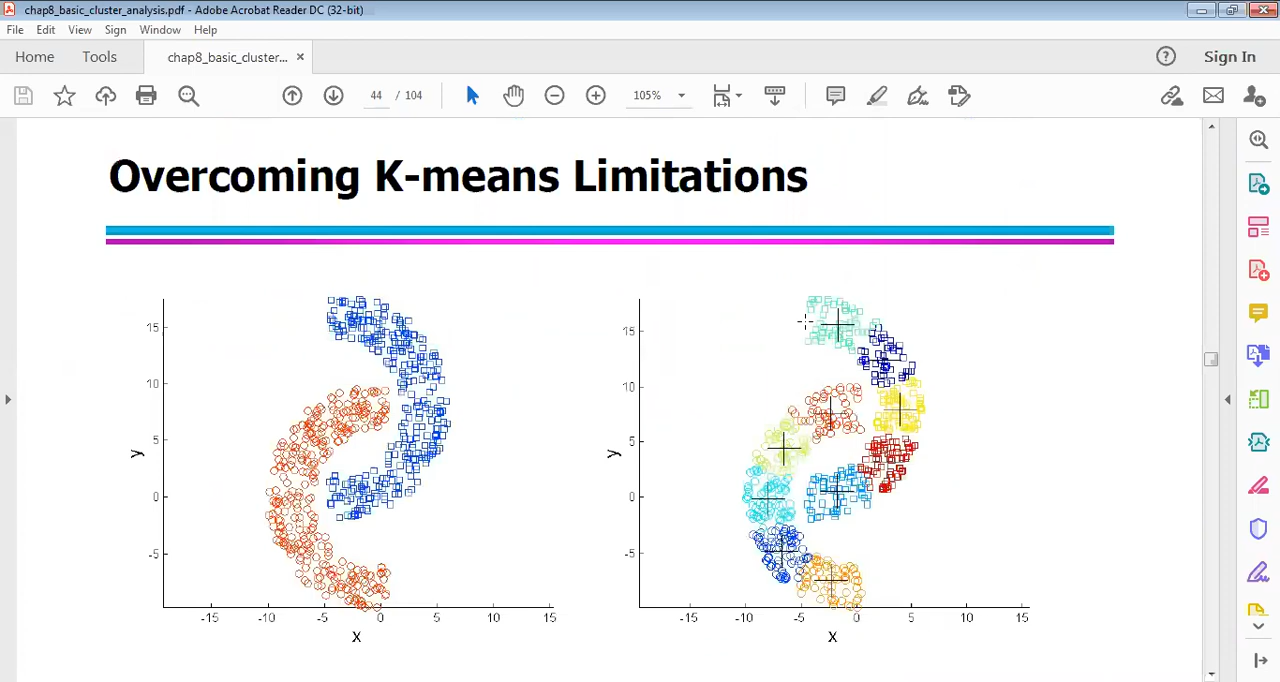 chap8_basic_cluster_analysis.pdf - Adobe Acrobat Reader DC (32-bit)
File Edit View Sign Window Help
Home Tools chap8_basic_cluster... × Sign In
44 / 104 105%
Overcoming K-means Limitations
15
10
5
0
-5
y
-15 -10 -5 0 5 10 15
X
15
10
5
0
-5
y
-15 -10 -5 0 5 10 15
X